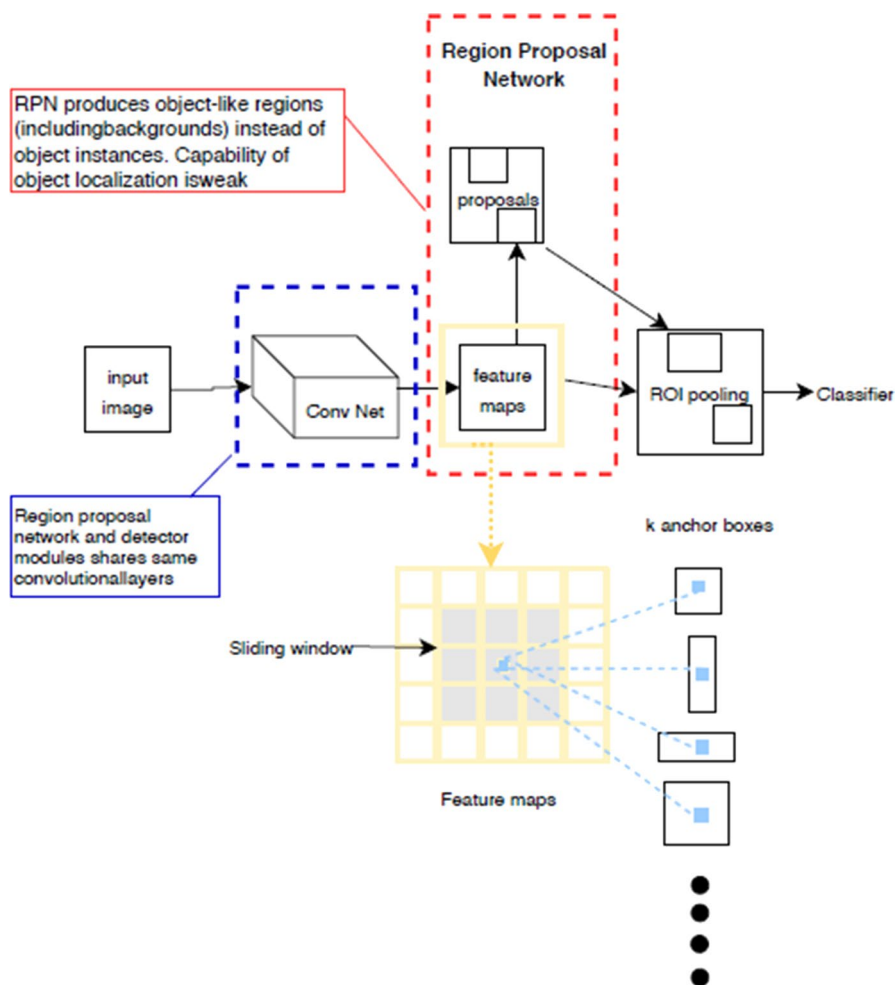 Region Proposal
Network
RPN produces object-like regions
(includingbackgrounds) instead of
object instances. Capability of
object localization isweak
proposals
input
image
Conv Net
feature
maps
ROI pooling
Classifier
Region proposal
network and detector
modules shares same
convolutionallayers
k anchor boxes
Sliding window
Feature maps